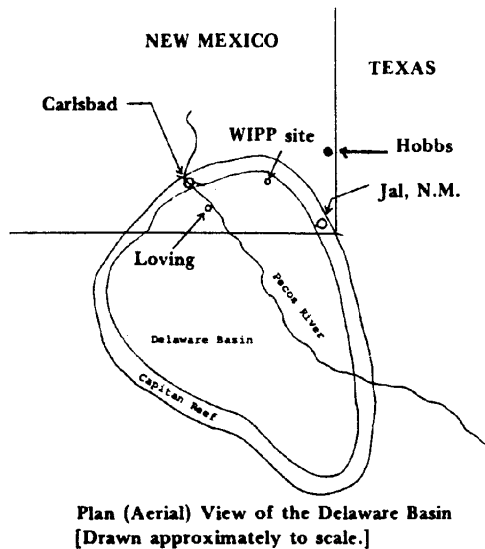 NEW MEXICO
TEXAS
Carlsbad
WIPP site
Hobbs
Jal, N.M.
Loving
Pecos River
Delaware Basin
Capitan Reef
Plan (Aerial) View of the Delaware Basin
[Drawn approximately to scale.]